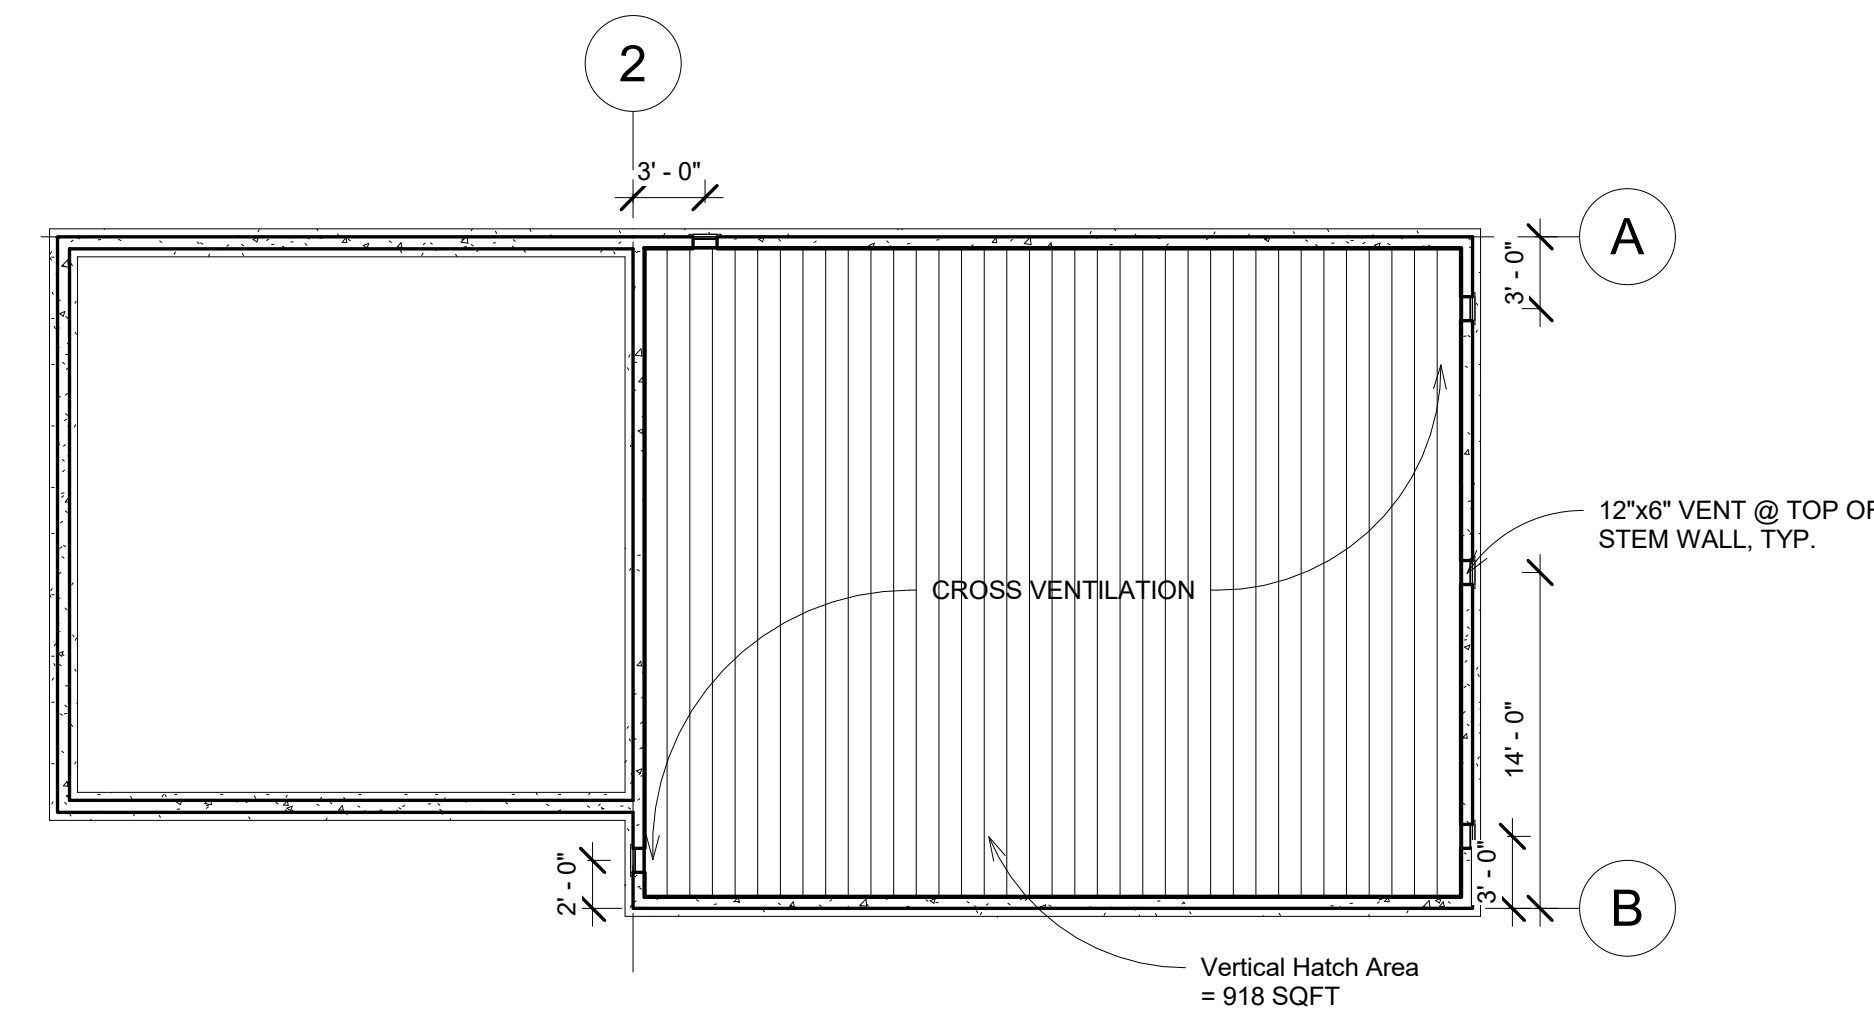 2
3' - 0"
A
3' - 0"
12"x6" VENT @ TOP OF
STEM WALL, TYP.
CROSS VENTILATION
14' - 0"
2' - 0"
3' - 0"
B
Vertical Hatch Area
= 918 SQFT